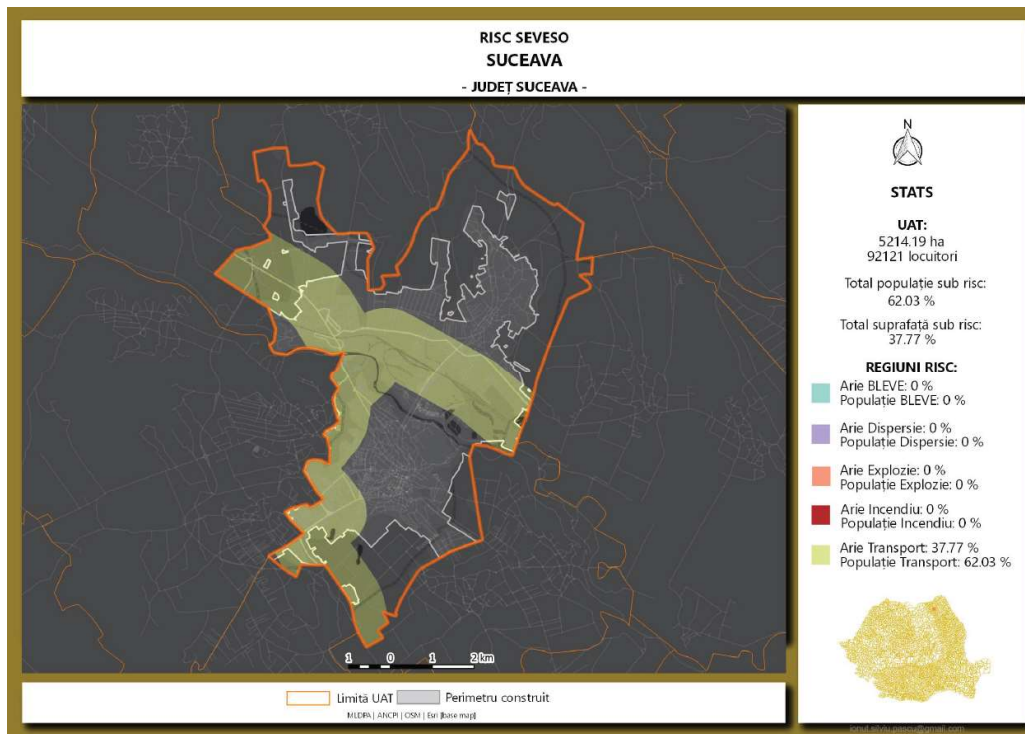 RISC SEVESO
SUCEAVA
- JUDEȚ SUCEAVA -
N
STATS
UAT:
5214.19 ha
92121 locuitori
Total populație sub risc:
62.03 %
Total suprafață sub risc:
37.77 %
REGIUNI RISC:
Arie BLEVE: 0 %
Populație BLEVE: 0 %
Arie Dispersie: 0 %
Populație Dispersie: 0 %
Arie Explozie: 0 %
Populație Explozie: 0 %
Arie Incendiu: 0 %
Populație Incendiu: 0 %
Arie Transport: 37.77 %
Populație Transport: 62.03 %
1 0 1 2 km
Limită UAT Perimetru construit
MLDPA | ANCPI | OSM | Esri [base map]
ionut.silviu.pascu@gmail.com